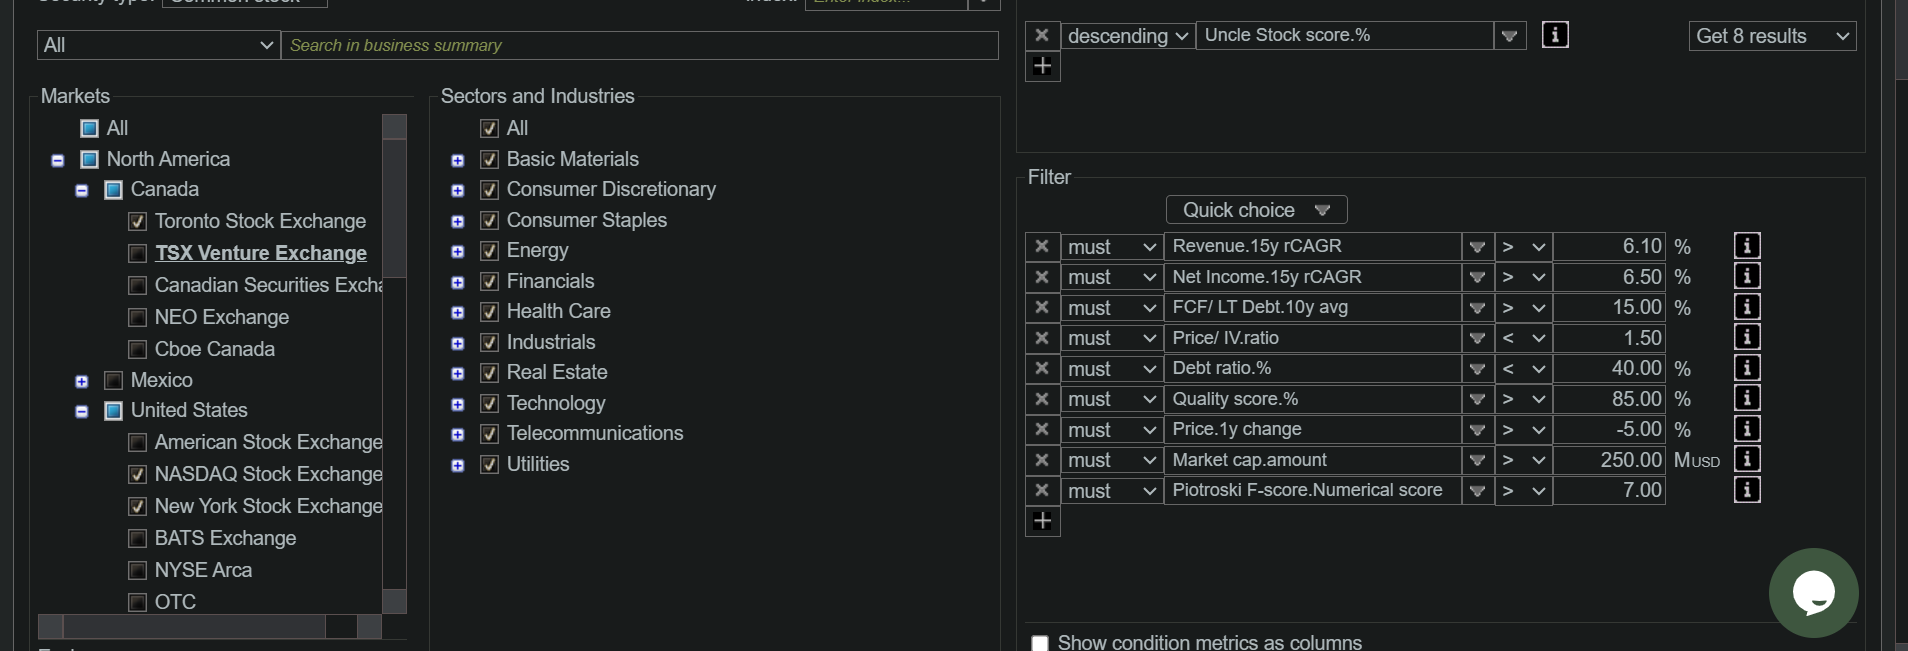 Security type: Common stock
Index: Enter index...
All
Search in business summary
Markets
All
North America
Canada
Toronto Stock Exchange
TSX Venture Exchange
Canadian Securities Excha
NEO Exchange
Cboe Canada
Mexico
United States
American Stock Exchange
NASDAQ Stock Exchange
New York Stock Exchange
BATS Exchange
NYSE Arca
OTC
Sectors and Industries
All
Basic Materials
Consumer Discretionary
Consumer Staples
Energy
Financials
Health Care
Industrials
Real Estate
Technology
Telecommunications
Utilities
descending Uncle Stock score.% Get 8 results
Filter
Quick choice
must Revenue.15y rCAGR > 6.10 %
must Net Income.15y rCAGR > 6.50 %
must FCF/ LT Debt.10y avg > 15.00 %
must Price/ IV.ratio < 1.50
must Debt ratio.% < 40.00 %
must Quality score.% > 85.00 %
must Price.1y change > -5.00 %
must Market cap.amount > 250.00 MUSD
must Piotroski F-score.Numerical score > 7.00
Show condition metrics as columns